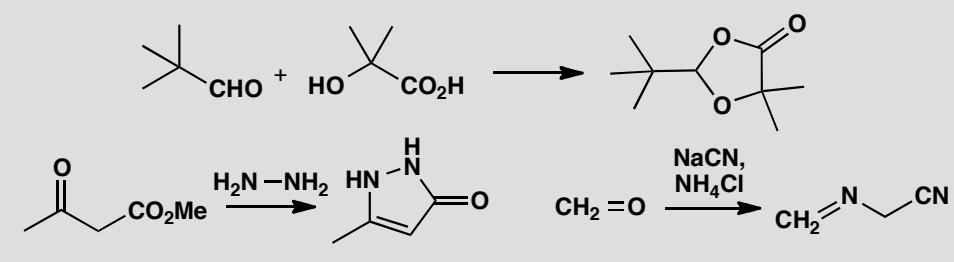 CHO + HO CO2H O O O
O CO2Me H2N–NH2 HN N H O CH2=O NaCN, NH4Cl CH2 N CN